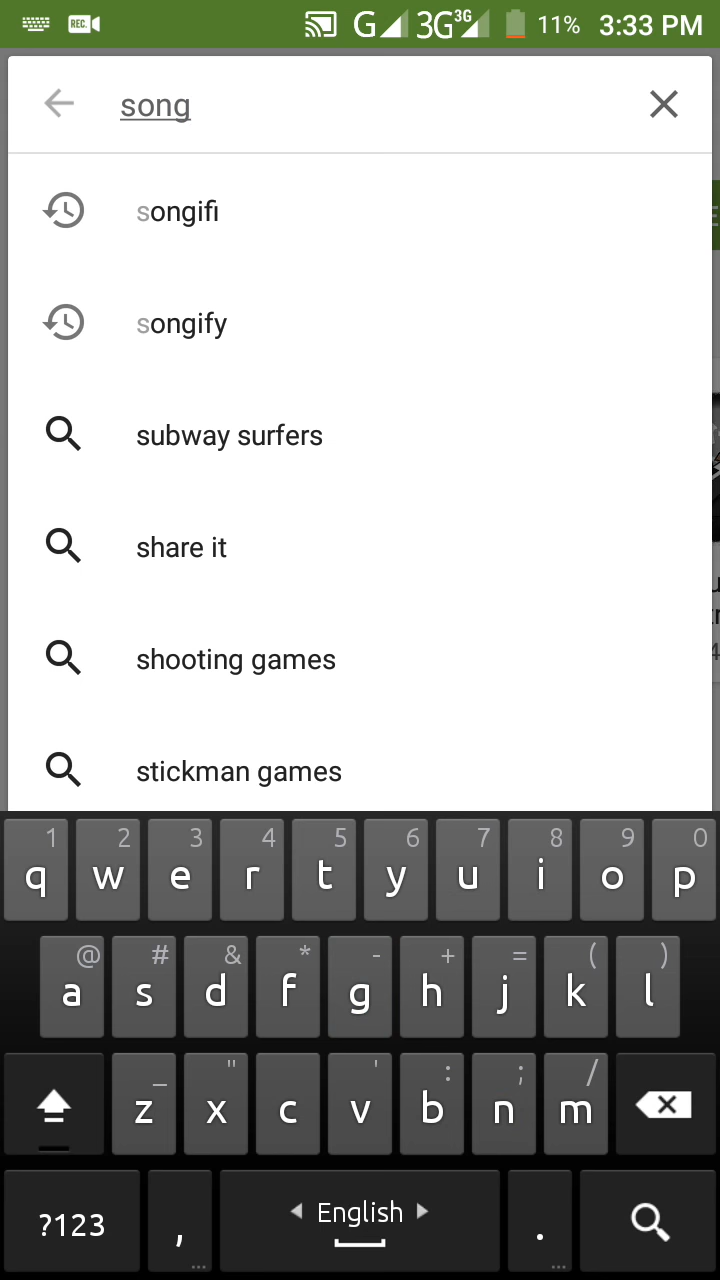 REC. G 3G 3G 11% 3:33 PM
song
songifi
songify
subway surfers
share it
shooting games
stickman games
1 2 3 4 5 6 7 8 9 0
q w e r t y u i o p
@ # & * - + = ( )
a s d f g h j k l
_ " ' : ; /
z x c v b n m
?123 , ... English . ...